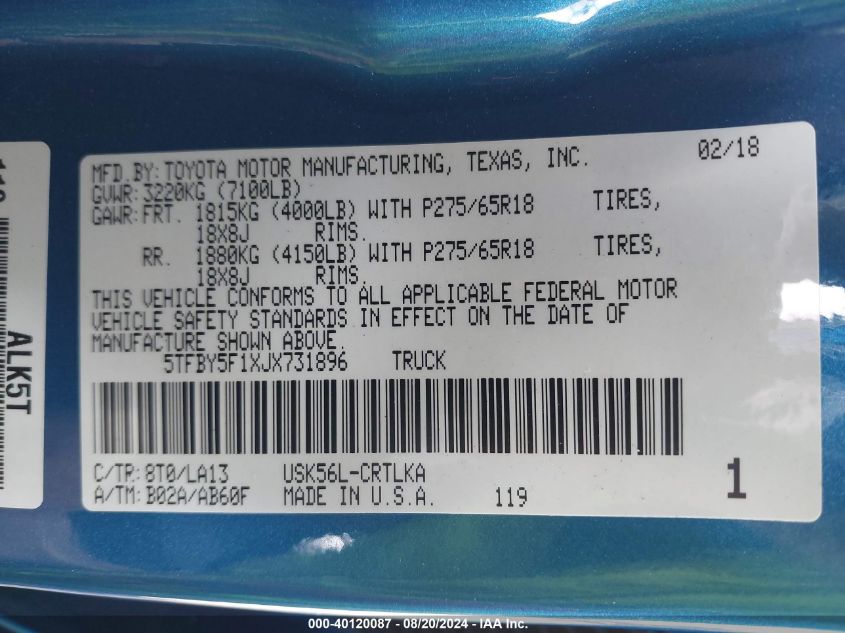 MFD.BY: TOYOTA MOTOR MANUFACTURING, TEXAS, INC. 02/18
GVWR: 3220KG (7100LB)
GAWR: FRT. 1815KG (4000LB) WITH P275/65R18 TIRES,
18X8J RIMS.
RR. 1880KG (4150LB) WITH P275/65R18 TIRES,
18X8J RIMS.
THIS VEHICLE CONFORMS TO ALL APPLICABLE FEDERAL MOTOR
VEHICLE SAFETY STANDARDS IN EFFECT ON THE DATE OF
MANUFACTURE SHOWN ABOVE.
5TFBY5F1XJX731896 TRUCK
C/TR: 8T0/LA13 USK56L-CRTLKA
A/TM: B02A/AB60F MADE IN U.S.A. 119 1
ALK5T
000-40120087 - 08/20/2024 - IAA Inc.